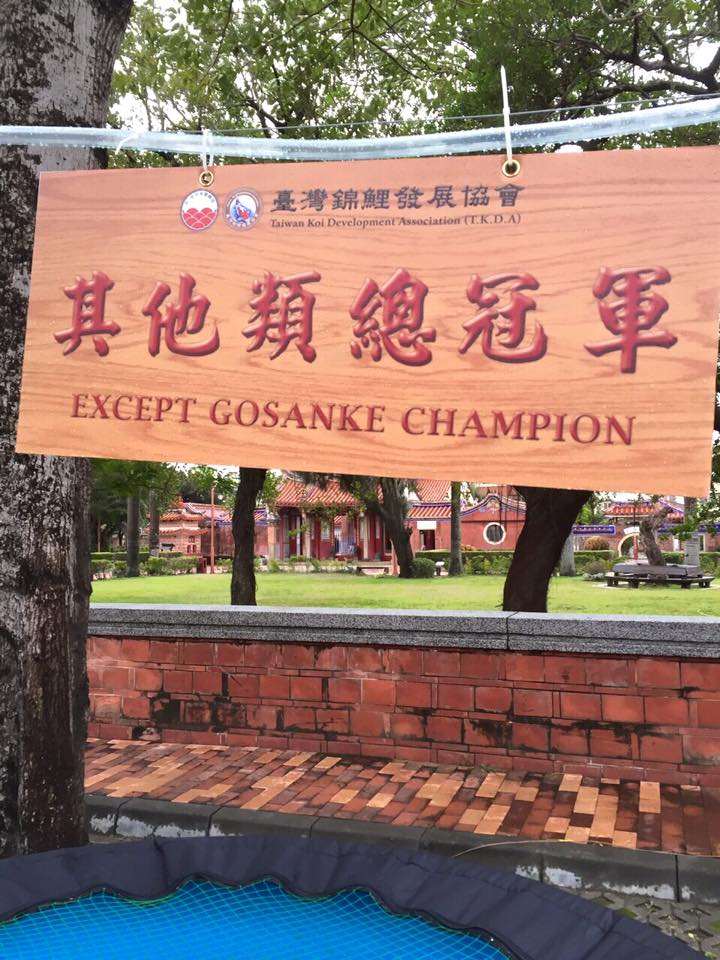 臺灣錦鯉發展協會
Taiwan Koi Development Association (T.K.D.A)
其他類總冠軍
EXCEPT GOSANKE CHAMPION